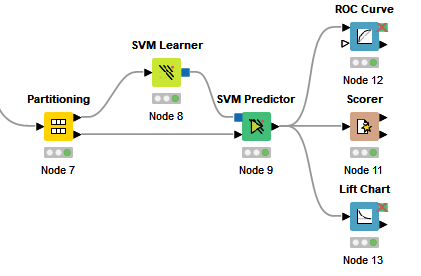 ROC Curve
Node 12
SVM Learner
Node 8
Partitioning
Node 7
SVM Predictor
Node 9
Scorer
Node 11
Lift Chart
Node 13